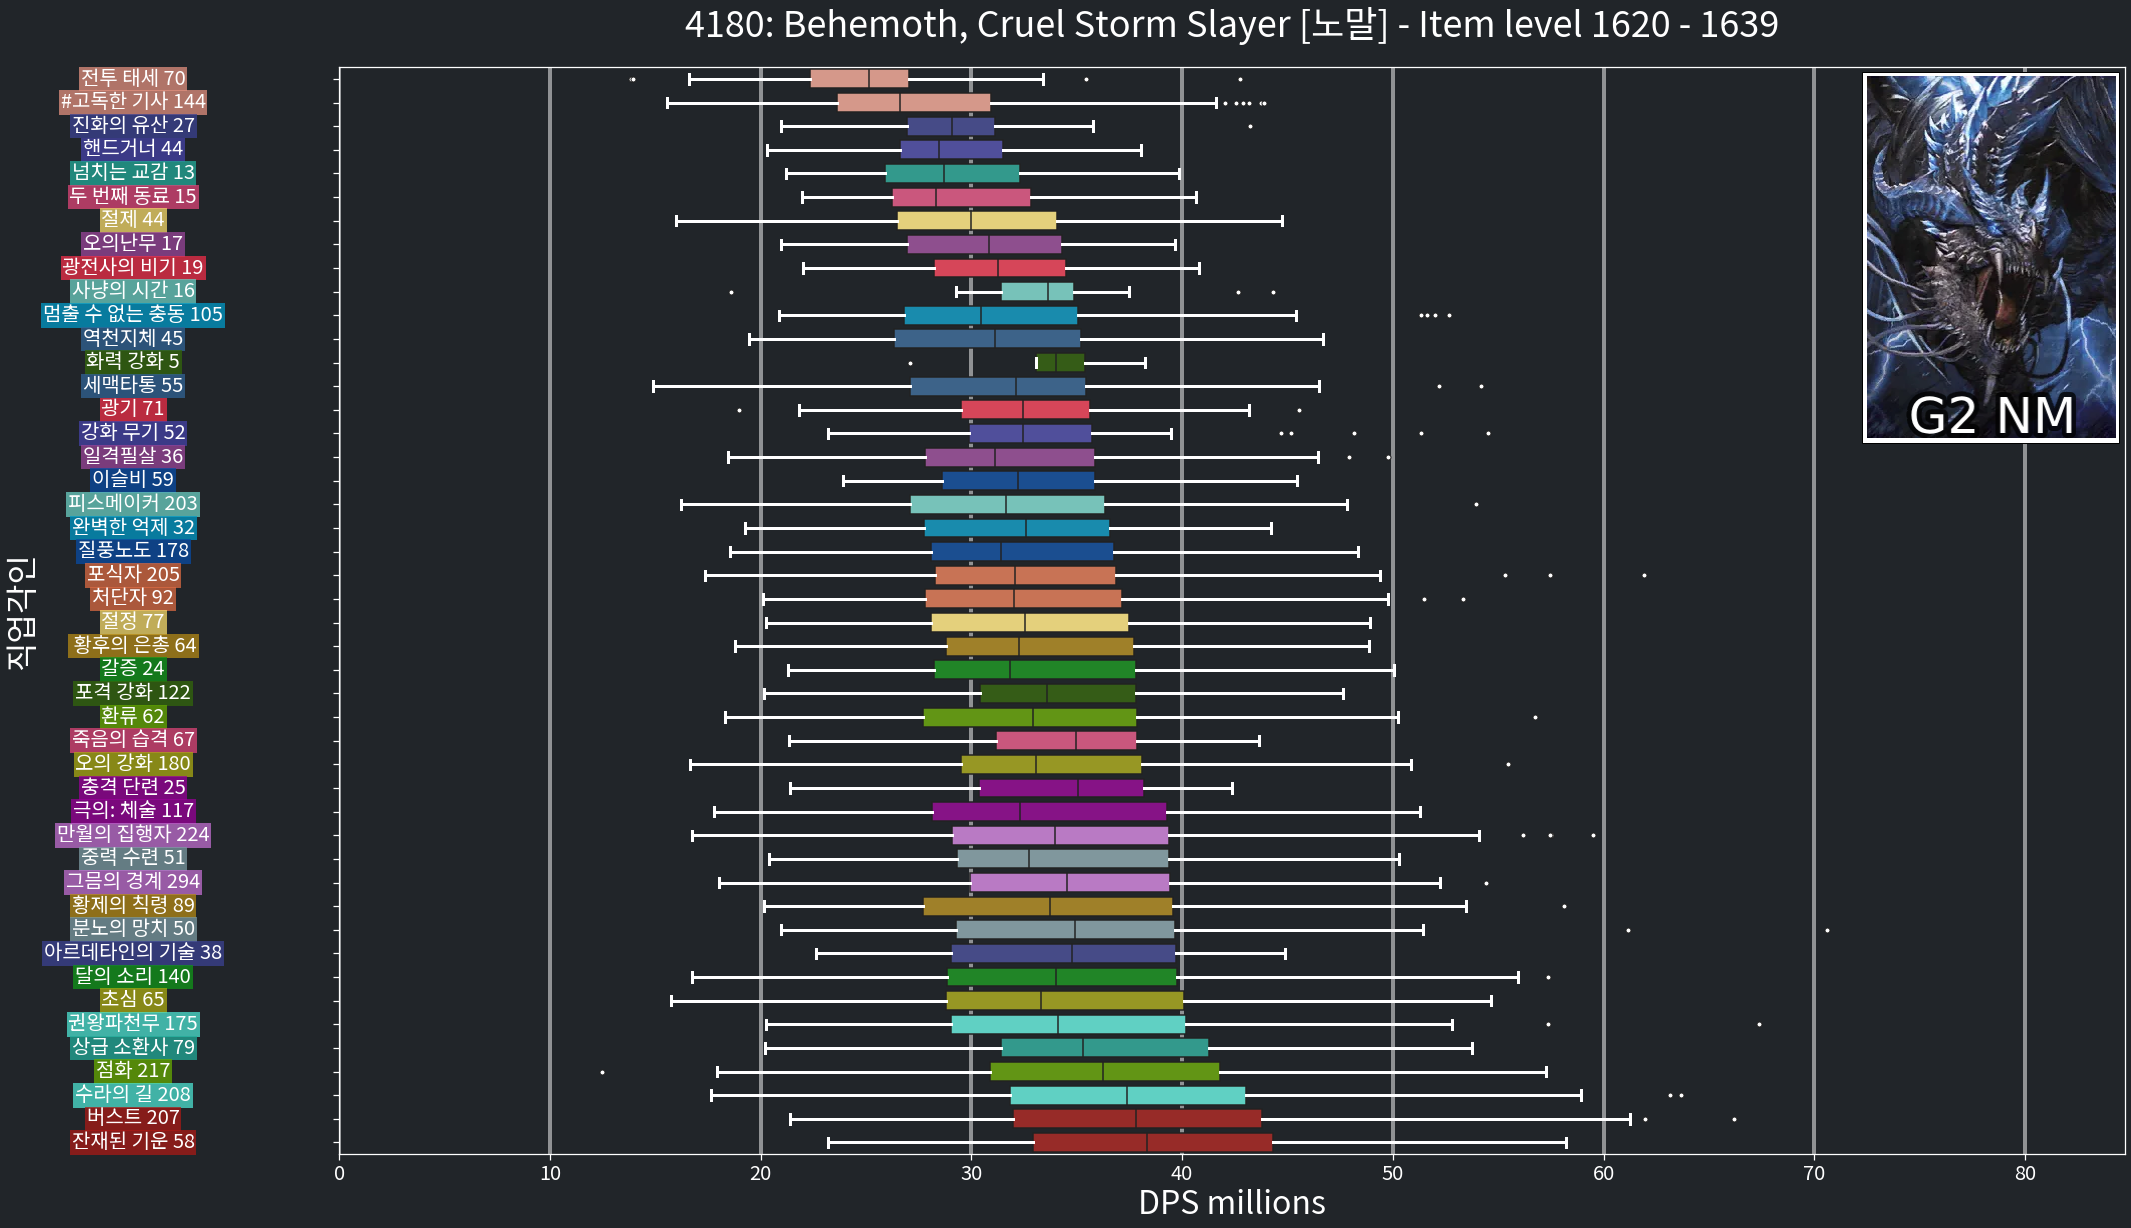 4180: Behemoth, Cruel Storm Slayer [노말] - Item level 1620 - 1639
전투 태세 70
#고독한 기사 144
진화의 유산 27
핸드거너 44
넘치는 교감 13
두 번째 동료 15
절제 44
오의난무 17
광전사의 비기 19
사냥의 시간 16
멈출 수 없는 충동 105
역천지체 45
화력 강화 5
세맥타통 55
광기 71
강화 무기 52
일격필살 36
이슬비 59
피스메이커 203
완벽한 억제 32
질풍노도 178
포식자 205
처단자 92
절정 77
황후의 은총 64
갈증 24
포격 강화 122
환류 62
죽음의 습격 67
오의 강화 180
충격 단련 25
극의: 체술 117
만월의 집행자 224
중력 수련 51
그믐의 경계 294
황제의 칙령 89
분노의 망치 50
아르데타인의 기술 38
달의 소리 140
초심 65
권왕파천무 175
상급 소환사 79
점화 217
수라의 길 208
버스트 207
잔재된 기운 58
직업각인
G2 NM
0 10 20 30 40 50 60 70 80
DPS millions